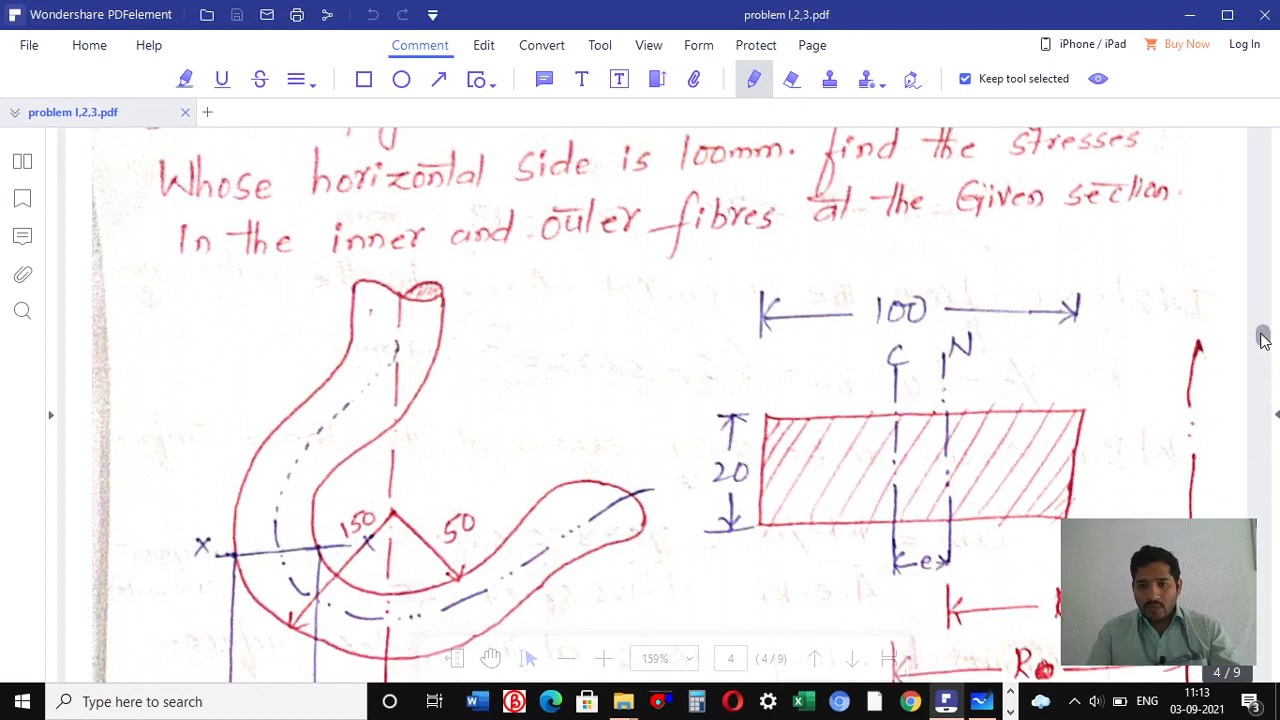 Wondershare PDFelement
problem I,2,3.pdf
File Home Help
Comment Edit Convert Tool View Form Protect Page
iPhone / iPad Buy Now Log In
Keep tool selected
problem I,2,3.pdf
Whose horizontal side is 100mm. find the stresses
In the inner and outer fibres at the Given section.
100
C N
20
150 50
X X
e
159% 4 (4/9)
R
4 / 9
Type here to search
ENG
11:13
03-09-2021
3